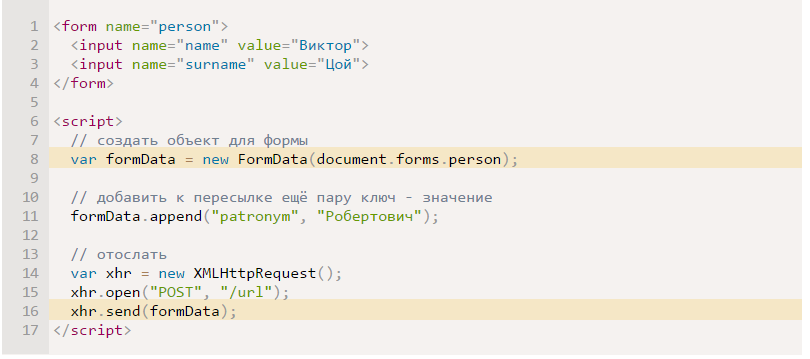 1 <form name="person">
2   <input name="name" value="Виктор">
3   <input name="surname" value="Цой">
4 </form>
5
6 <script>
7   // создать объект для формы
8   var formData = new FormData(document.forms.person);
9
10   // добавить к пересылке ещё пару ключ - значение
11   formData.append("patronym", "Робертович");
12
13   // отослать
14   var xhr = new XMLHttpRequest();
15   xhr.open("POST", "/url");
16   xhr.send(formData);
17 </script>